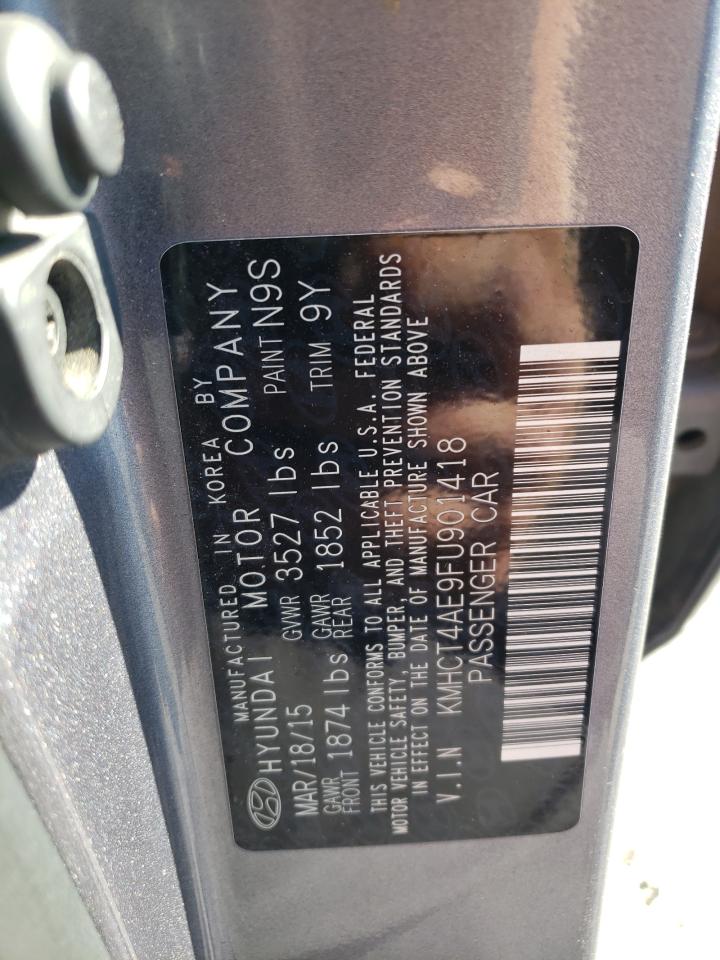 MANUFACTURED IN KOREA BY
HYUNDAI MOTOR COMPANY
MAR/18/15 GVWR 3527 lbs PAINT N9S
GAWR FRONT 1874 lbs GAWR REAR 1852 lbs TRIM 9Y
THIS VEHICLE CONFORMS TO ALL APPLICABLE U.S.A. FEDERAL
MOTOR VEHICLE SAFETY, BUMPER, AND THEFT PREVENTION STANDARDS
IN EFFECT ON THE DATE OF MANUFACTURE SHOWN ABOVE
V.I.N KMHCT4AE9FU901418
PASSENGER CAR